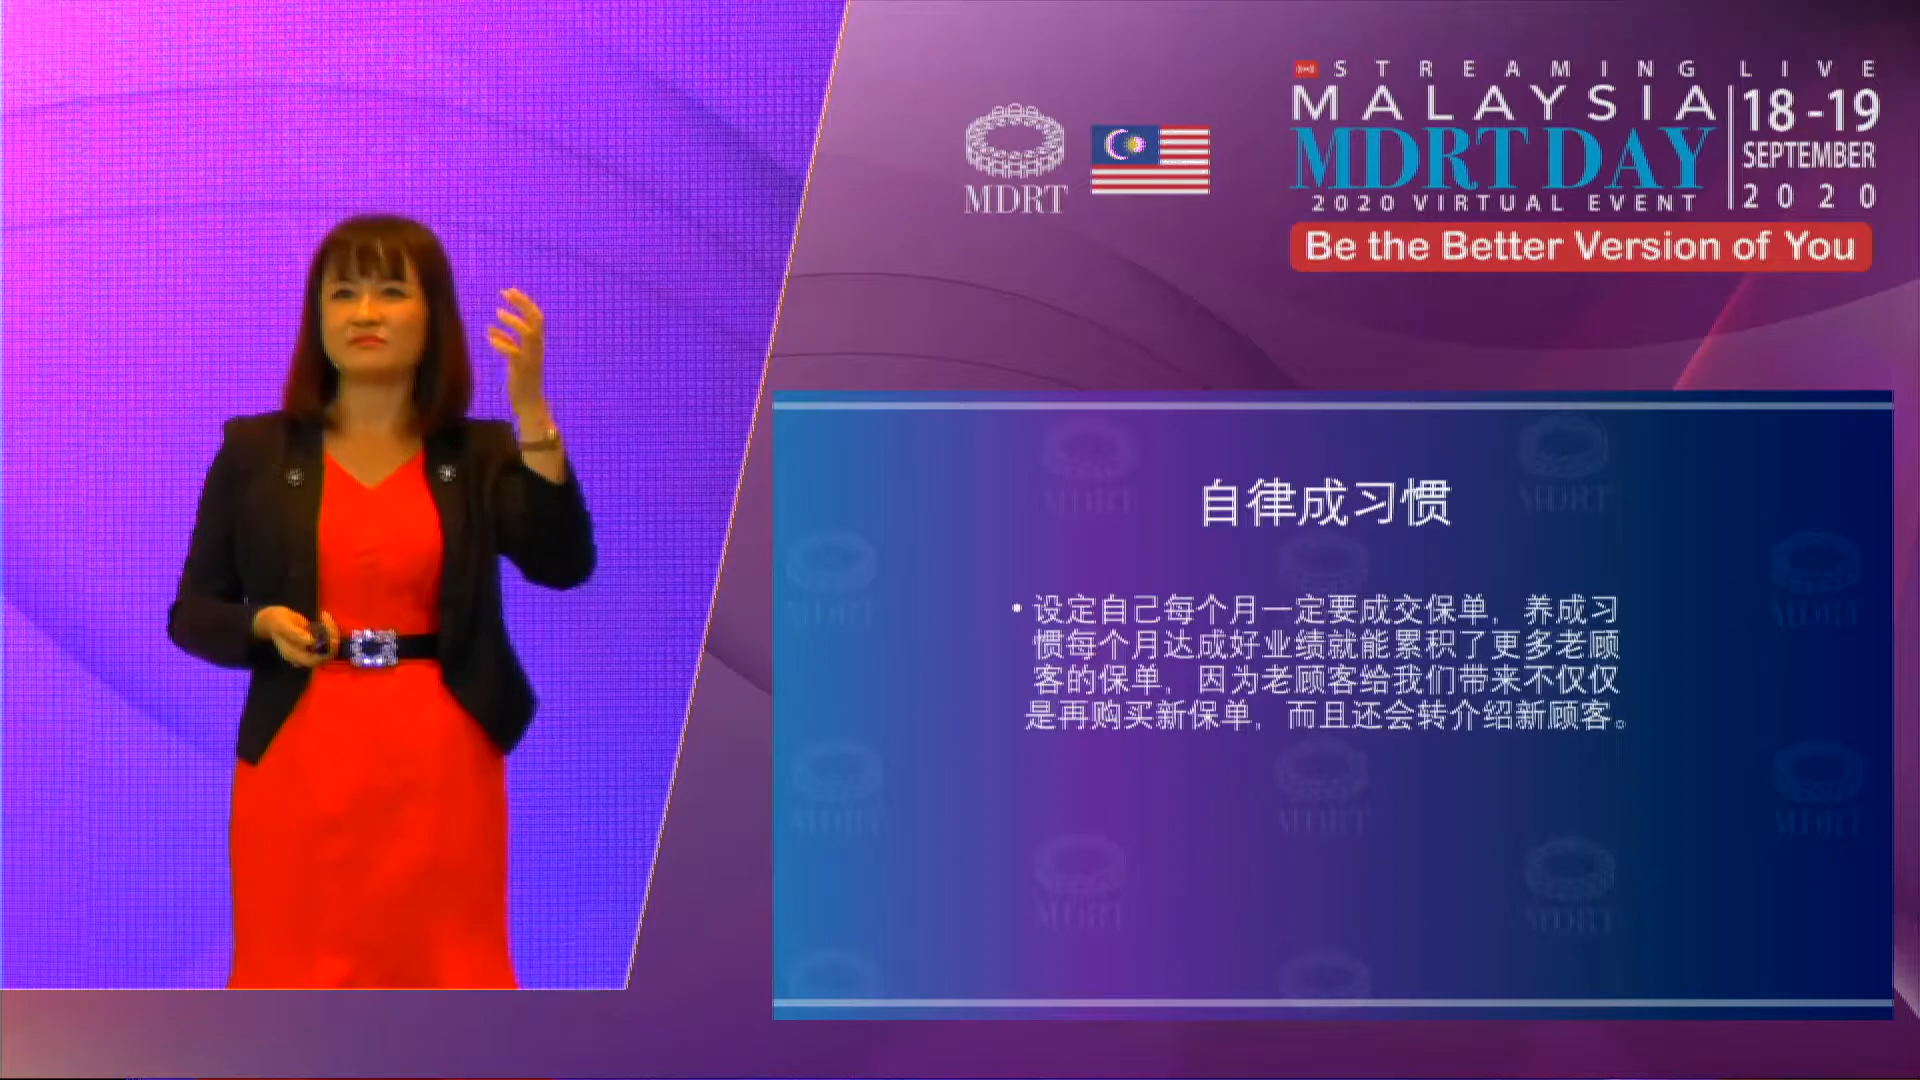 STREAMING LIVE
MALAYSIA
MDRT DAY
2020 VIRTUAL EVENT
18-19
SEPTEMBER
2020
MDRT
Be the Better Version of You
自律成习惯
• 设定自己每个月一定要成交保单，养成习
惯每个月达成好业绩就能累积了更多老顾
客的保单，因为老顾客给我们带来不仅仅
是再购买新保单，而且还会转介绍新顾客。